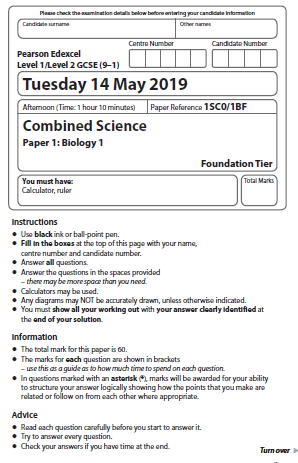 Please check the examination details below before entering your candidate information
Candidate surname
Other names
Pearson Edexcel
Level 1/Level 2 GCSE (9–1)
Centre Number
Candidate Number
Tuesday 14 May 2019
Afternoon (Time: 1 hour 10 minutes)
Paper Reference 1SC0/1BF
Combined Science
Paper 1: Biology 1
Foundation Tier
You must have:
Calculator, ruler
Total Marks
Instructions
• Use black ink or ball-point pen.
• Fill in the boxes at the top of this page with your name,
centre number and candidate number.
• Answer all questions.
• Answer the questions in the spaces provided
– there may be more space than you need.
• Calculators may be used.
• Any diagrams may NOT be accurately drawn, unless otherwise indicated.
• You must show all your working out with your answer clearly identified at
the end of your solution.
Information
• The total mark for this paper is 60.
• The marks for each question are shown in brackets
– use this as a guide as to how much time to spend on each question.
• In questions marked with an asterisk (*), marks will be awarded for your ability
to structure your answer logically showing how the points that you make are
related or follow on from each other where appropriate.
Advice
• Read each question carefully before you start to answer it.
• Try to answer every question.
• Check your answers if you have time at the end.
Turn over